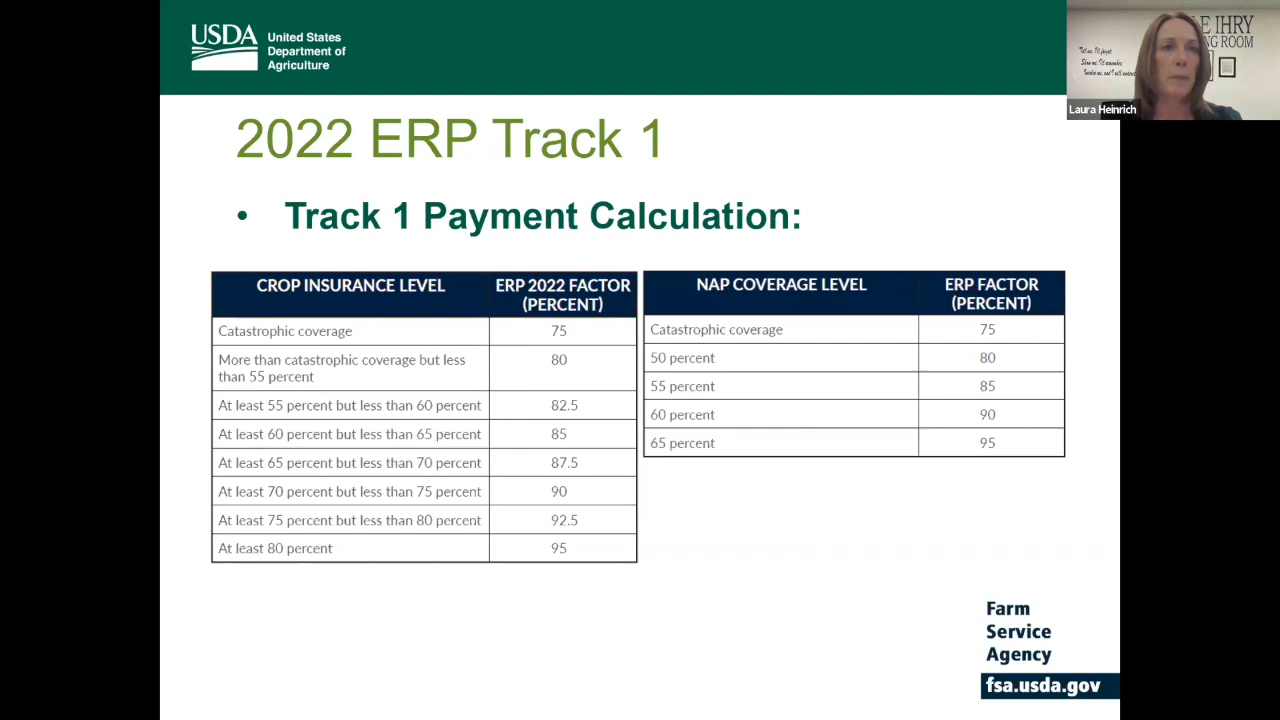 USDA
United States
Department of
Agriculture
E IHRY
NG ROOM
Laura Heinrich
2022 ERP Track 1
• Track 1 Payment Calculation:
CROP INSURANCE LEVEL
ERP 2022 FACTOR
(PERCENT)
Catastrophic coverage
75
More than catastrophic coverage but less
than 55 percent
80
At least 55 percent but less than 60 percent
82.5
At least 60 percent but less than 65 percent
85
At least 65 percent but less than 70 percent
87.5
At least 70 percent but less than 75 percent
90
At least 75 percent but less than 80 percent
92.5
At least 80 percent
95
NAP COVERAGE LEVEL
ERP FACTOR
(PERCENT)
Catastrophic coverage
75
50 percent
80
55 percent
85
60 percent
90
65 percent
95
Farm
Service
Agency
fsa.usda.gov